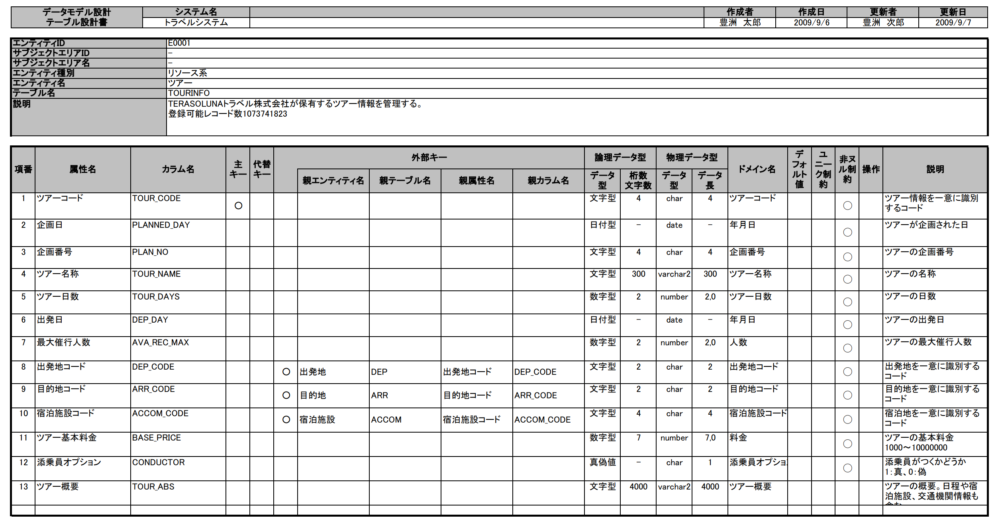 データモデル設計
テーブル設計書
システム名
作成者 作成日 更新者 更新日
トラベルシステム 豊洲 太郎 2009/9/6 豊洲 次郎 2009/9/7
エンティティID E0001
サブジェクトエリアID -
サブジェクトエリア名 -
エンティティ種別 リソース系
エンティティ名 ツアー
テーブル名 TOURINFO
説明 TERASOLUNAトラベル株式会社が保有するツアー情報を管理する。
登録可能レコード数1073741823
項番 属性名 カラム名 主キー 代替キー 外部キー 論理データ型 物理データ型 ドメイン名 デフォルト値 ユニーク制約 非ヌル制約 操作 説明
親エンティティ名 親テーブル名 親属性名 親カラム名 データ型 桁数文字数 データ型 データ長
1 ツアーコード TOUR_CODE ○ 文字型 4 char 4 ツアーコード ○ ツアー情報を一意に識別
するコード
2 企画日 PLANNED_DAY 日付型 - date - 年月日 ○ ツアーが企画された日
3 企画番号 PLAN_NO 文字型 4 char 4 企画番号 ○ ツアーの企画番号
4 ツアー名称 TOUR_NAME 文字型 300 varchar2 300 ツアー名称 ○ ツアーの名称
5 ツアー日数 TOUR_DAYS 数字型 2 number 2,0 ツアー日数 ○ ツアーの日数
6 出発日 DEP_DAY 日付型 - date - 年月日 ○ ツアーの出発日
7 最大催行人数 AVA_REC_MAX 数字型 2 number 2,0 人数 ○ ツアーの最大催行人数
8 出発地コード DEP_CODE ○ 出発地 DEP 出発地コード DEP_CODE 文字型 2 char 2 出発地コード ○ 出発地を一意に識別する
コード
9 目的地コード ARR_CODE ○ 目的地 ARR 目的地コード ARR_CODE 文字型 2 char 2 目的地コード ○ 目的地を一意に識別する
コード
10 宿泊施設コード ACCOM_CODE ○ 宿泊施設 ACCOM 宿泊施設コード ACCOM_CODE 文字型 4 char 4 宿泊施設コード ○ 宿泊地を一意に識別する
コード
11 ツアー基本料金 BASE_PRICE 数字型 7 number 7,0 料金 ○ ツアーの基本料金
1000～10000000
12 添乗員オプション CONDUCTOR 真偽値 - char 1 添乗員オプショ ○ 添乗員がつくかどうか
1：真、0：偽
13 ツアー概要 TOUR_ABS 文字型 4000 varchar2 4000 ツアー概要 ツアーの概要。日程や宿
泊施設、交通機関情報も